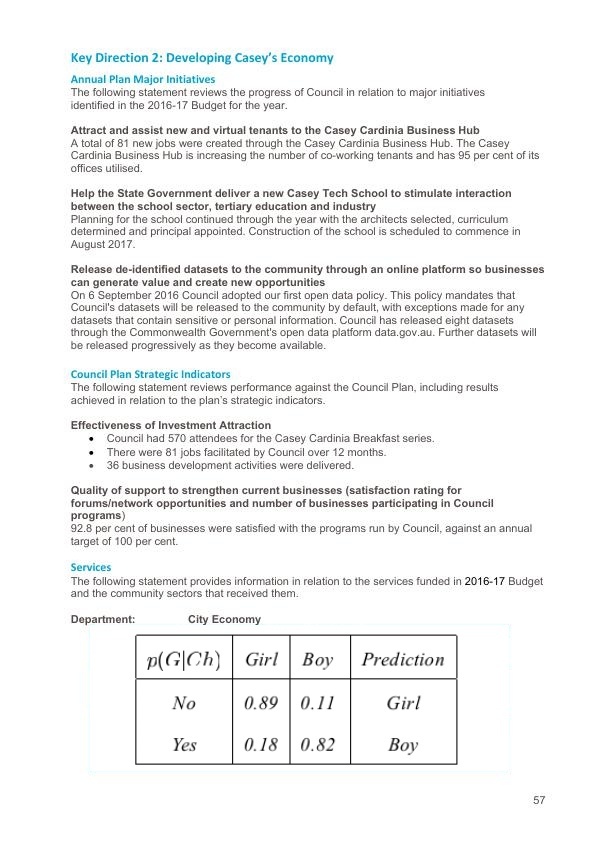 Key Direction 2: Developing Casey's Economy
Annual Plan Major Initiatives
The following statement reviews the progress of Council in relation to major initiatives
identified in the 2016-17 Budget for the year.
Attract and assist new and virtual tenants to the Casey Cardinia Business Hub
A total of 81 new jobs were created through the Casey Cardinia Business Hub. The Casey
Cardinia Business Hub is increasing the number of co-working tenants and has 95 per cent of its
offices utilised.
Help the State Government deliver a new Casey Tech School to stimulate interaction
between the school sector, tertiary education and industry
Planning for the school continued through the year with the architects selected, curriculum
determined and principal appointed. Construction of the school is scheduled to commence in
August 2017.
Release de-identified datasets to the community through an online platform so businesses
can generate value and create new opportunities
On 6 September 2016 Council adopted our first open data policy. This policy mandates that
Council's datasets will be released to the community by default, with exceptions made for any
datasets that contain sensitive or personal information. Council has released eight datasets
through the Commonwealth Government's open data platform data.gov.au. Further datasets will
be released progressively as they become available.
Council Plan Strategic Indicators
The following statement reviews performance against the Council Plan, including results
achieved in relation to the plan's strategic indicators.
Effectiveness of Investment Attraction
• Council had 570 attendees for the Casey Cardinia Breakfast series.
• There were 81 jobs facilitated by Council over 12 months.
• 36 business development activities were delivered.
Quality of support to strengthen current businesses (satisfaction rating for
forums/network opportunities and number of businesses participating in Council
programs)
92.8 per cent of businesses were satisfied with the programs run by Council, against an annual
target of 100 per cent.
Services
The following statement provides information in relation to the services funded in 2016-17 Budget
and the community sectors that received them.
Department: City Economy
p(G|Ch) Girl Boy Prediction
No 0.89 0.11 Girl
Yes 0.18 0.82 Boy
57